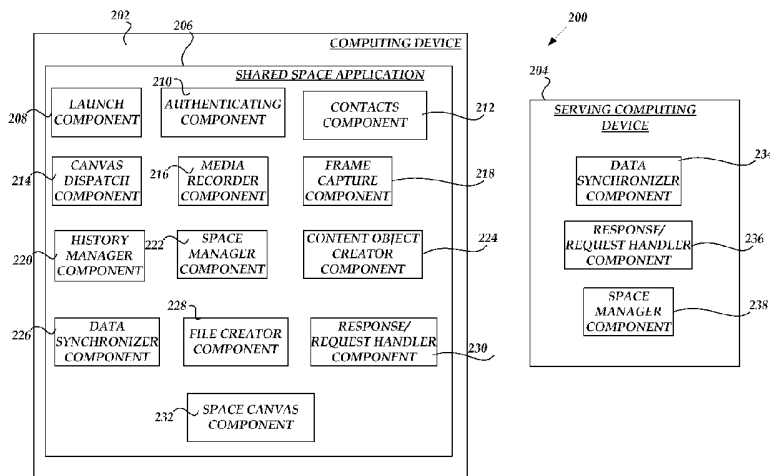 202
206
COMPUTING DEVICE
200
SHARED SPACE APPLICATION
208
LAUNCH
COMPONENT
210
AUTHENTICATING
COMPONENT
CONTACTS
COMPONENT
212
214
CANVAS
DISPATCH
COMPONENT
216
MEDIA
RECORDER
COMPONENT
FRAME
CAPTURE
COMPONENT
218
220
HISTORY
MANAGER
COMPONENT
222
SPACE
MANAGER
COMPONENT
CONTENT OBJECT
CREATOR
COMPONENT
224
226
DATA
SYNCHRONIZER
COMPONENT
228
FILE CREATOR
COMPONENT
RESPONSE/
REQUEST HANDLER
COMPONENT
230
232
SPACE CANVAS
COMPONENT
204
SERVING COMPUTING
DEVICE
DATA
SYNCHRONIZER
COMPONENT
234
RESPONSE/
REQUEST HANDLER
COMPONENT
236
SPACE
MANAGER
COMPONENT
238